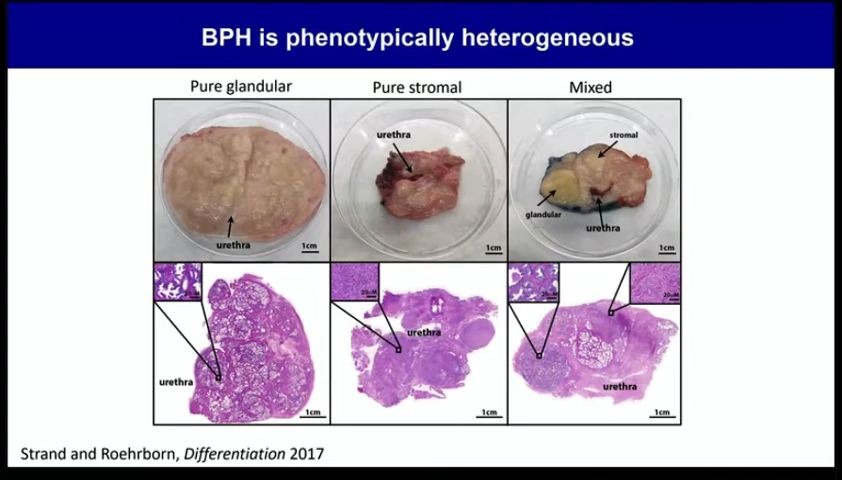 BPH is phenotypically heterogeneous
Pure glandular
Pure stromal
Mixed
urethra
1cm
urethra
1cm
stromal
glandular
urethra
1cm
urethra
1cm
urethra
1cm
urethra
1cm
Strand and Roehrborn, Differentiation 2017